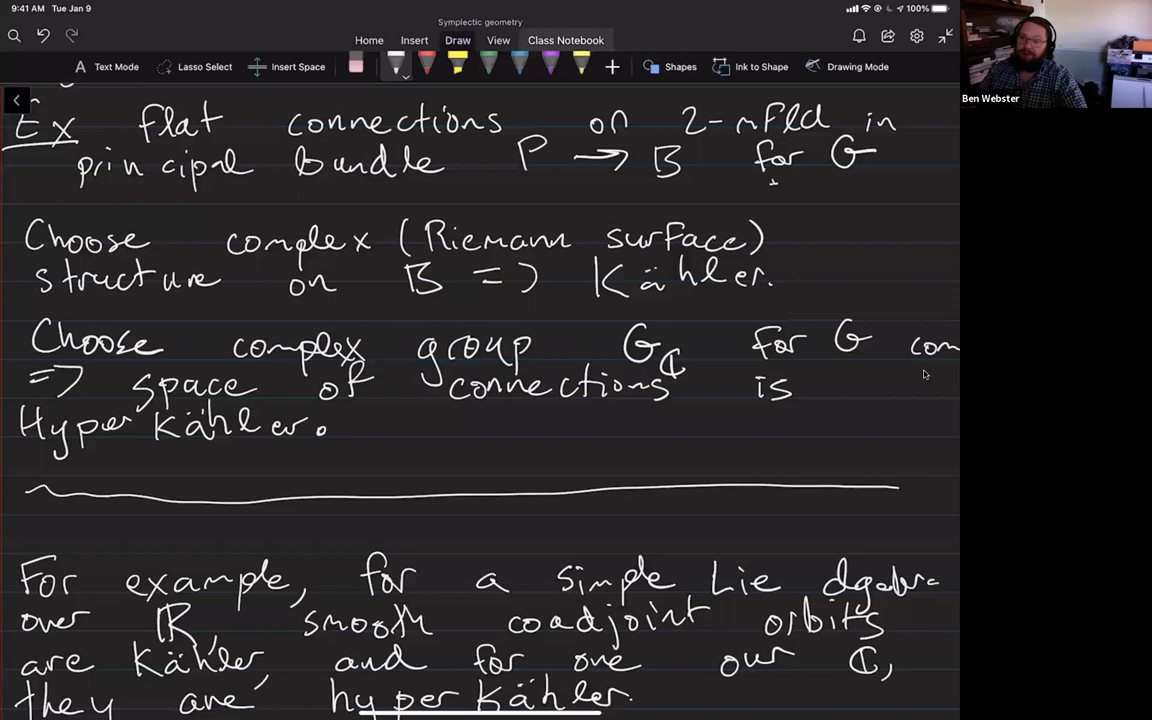 9:41 AM Tue Jan 9
100%
Symplectic geometry
Home Insert Draw View Class Notebook
Text Mode Lasso Select Insert Space Shapes Ink to Shape Drawing Mode
Ben Webster
Ex flat connections on 2-mfld in
principal bundle P → B for G
Choose complex (Riemann surface)
structure on B => Kähler.
Choose complex group G_ℂ for G com
=> space of connections is
HyperKähler.
For example, for a simple Lie algebra
over ℝ, smooth coadjoint orbits
are Kähler, and for one our ℂ,
they are hyperKähler.